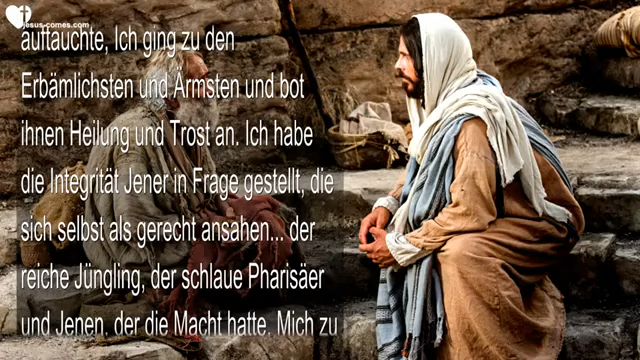 jesus-comes.com
auftauchte, Ich ging zu den
Erbämlichsten und Ärmsten und bot
ihnen Heilung und Trost an. Ich habe
die Integrität Jener in Frage gestellt, die
sich selbst als gerecht ansahen... der
reiche Jüngling, der schlaue Pharisäer
und Jenen, der die Macht hatte, Mich zu